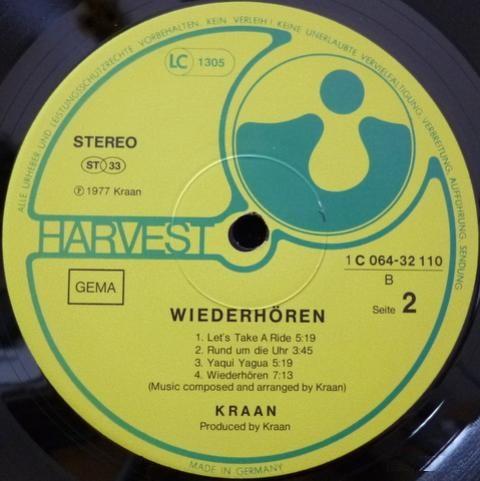 ALLE URHEBER UND LEISTUNGSSCHUTZRECHTE VORBEHALTEN. KEIN VERLEIH! KEINE UNERLAUBTE VERVIELFÄLTIGUNG, VERBREITUNG, AUFFÜHRUNG, SENDUNG
LC 1305
STEREO
ST 33
Ⓟ 1977 Kraan
HARVEST
1 C 064-32 110
B
GEMA
Seite 2
WIEDERHÖREN
1. Let's Take A Ride 5:19
2. Rund um die Uhr 3:45
3. Yaqui Yagua 5:19
4. Wiederhören 7:13
(Music composed and arranged by Kraan)
KRAAN
Produced by Kraan
MADE IN GERMANY